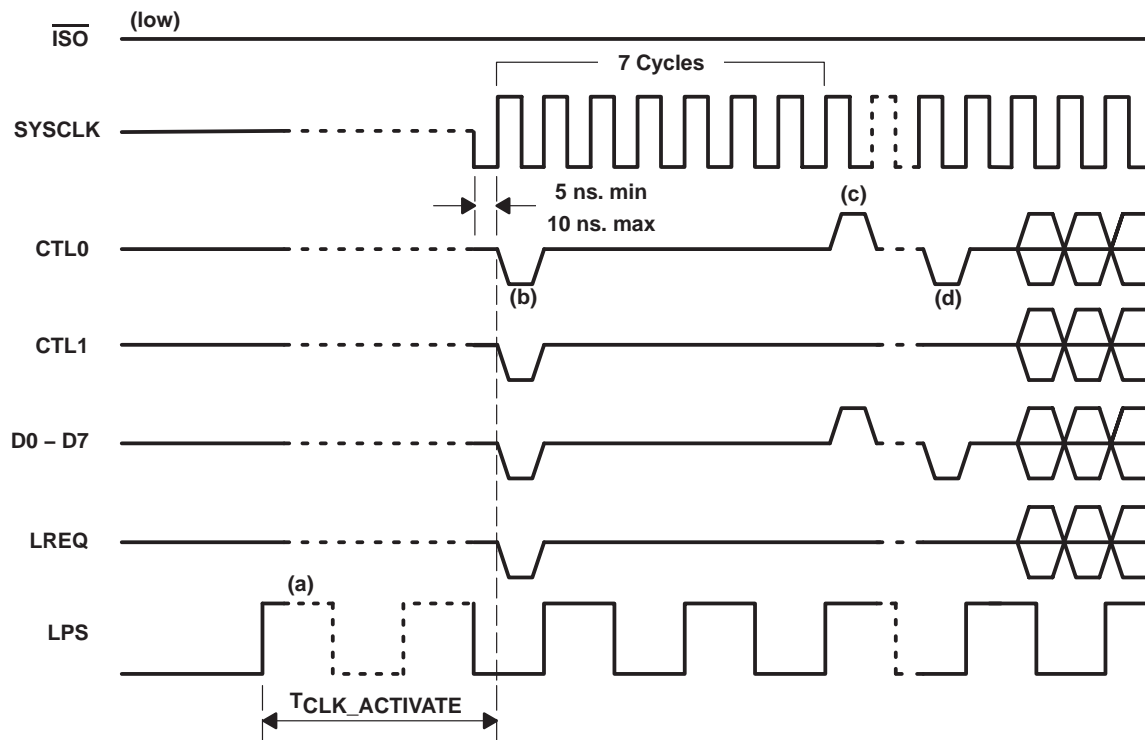 (low)
ISO
7 Cycles
SYSCLK
5 ns. min
(c)
10 ns. max
CTL0
(b)
(d)
CTL1
D0 – D7
LREQ
(a)
LPS
TCLK_ACTIVATE